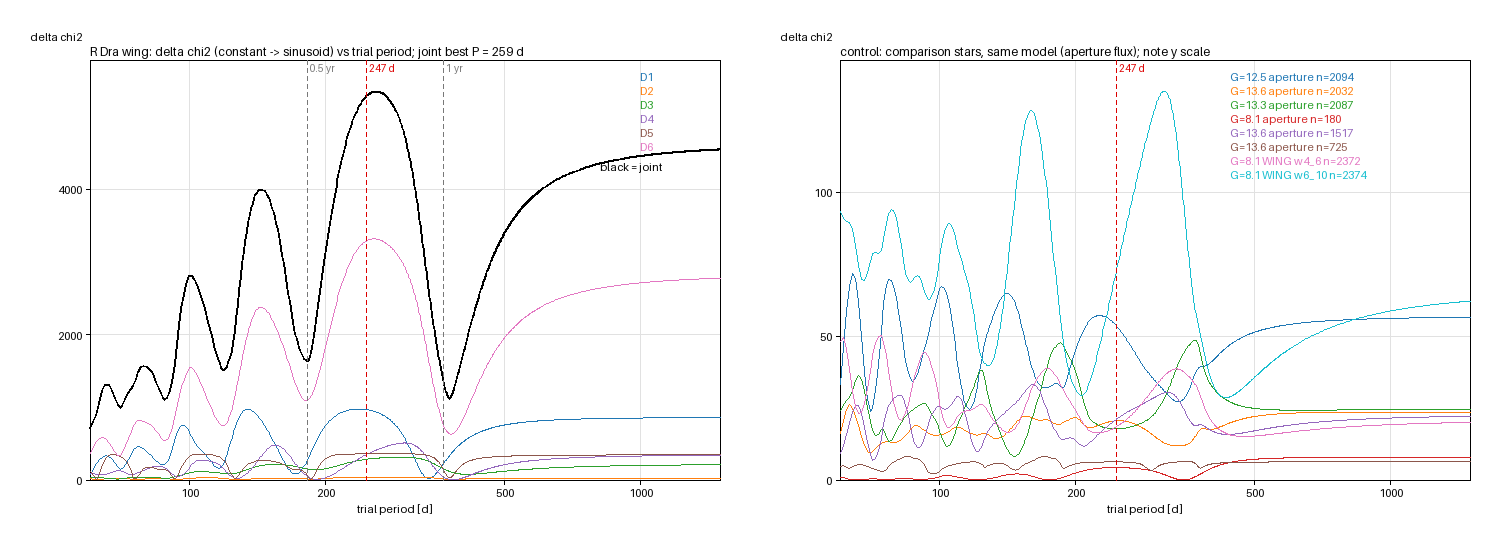 delta chi2
R Dra wing: delta chi2 (constant -> sinusoid) vs trial period; joint best P = 259 d
0.5 yr
247 d
1 yr
D1
D2
D3
D4
D5
D6
black = joint
4000
2000
0
100
200
500
1000
trial period [d]
delta chi2
control: comparison stars, same model (aperture flux); note y scale
247 d
G=12.5 aperture n=2094
G=13.6 aperture n=2032
G=13.3 aperture n=2087
G=8.1 aperture n=180
G=13.6 aperture n=1517
G=13.6 aperture n=725
G=8.1 WING w4_6 n=2372
G=8.1 WING w6_10 n=2374
100
50
0
100
200
500
1000
trial period [d]